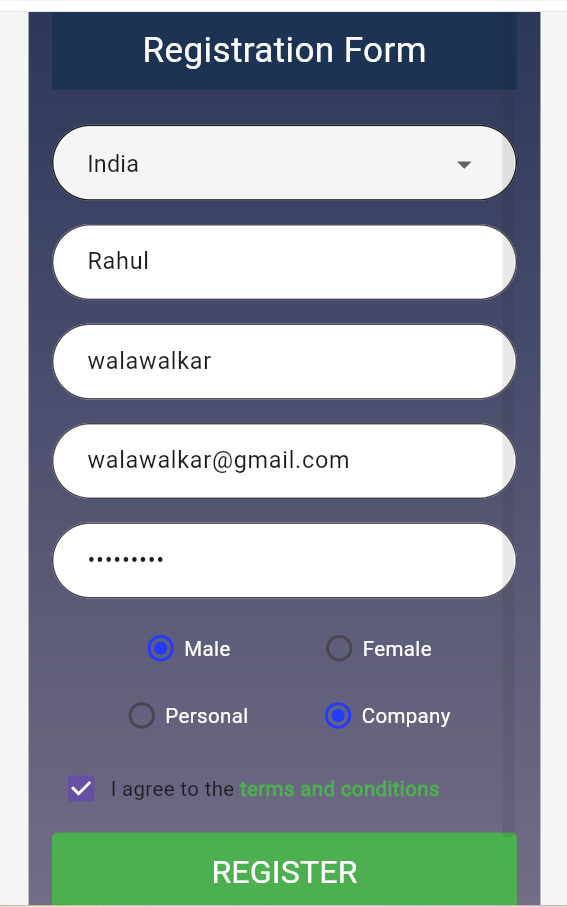 Registration Form
India
Rahul
walawalkar
walawalkar@gmail.com
•••••••••
Male Female
Personal Company
I agree to the terms and conditions
REGISTER